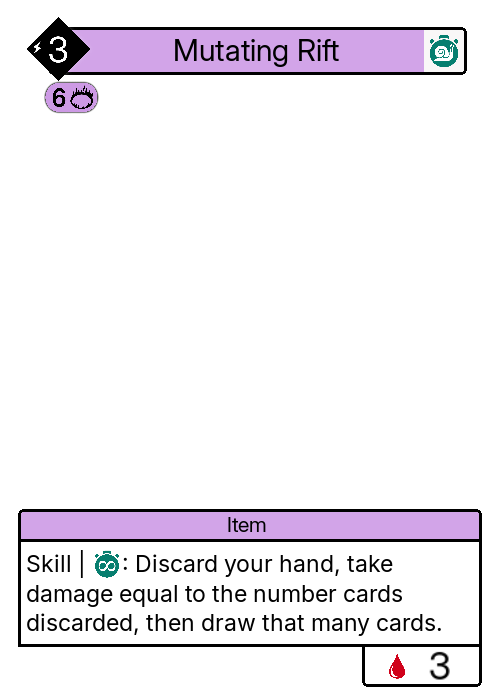 3
Mutating Rift
6
Item
Skill | ∞: Discard your hand, take
damage equal to the number cards
discarded, then draw that many cards.
3